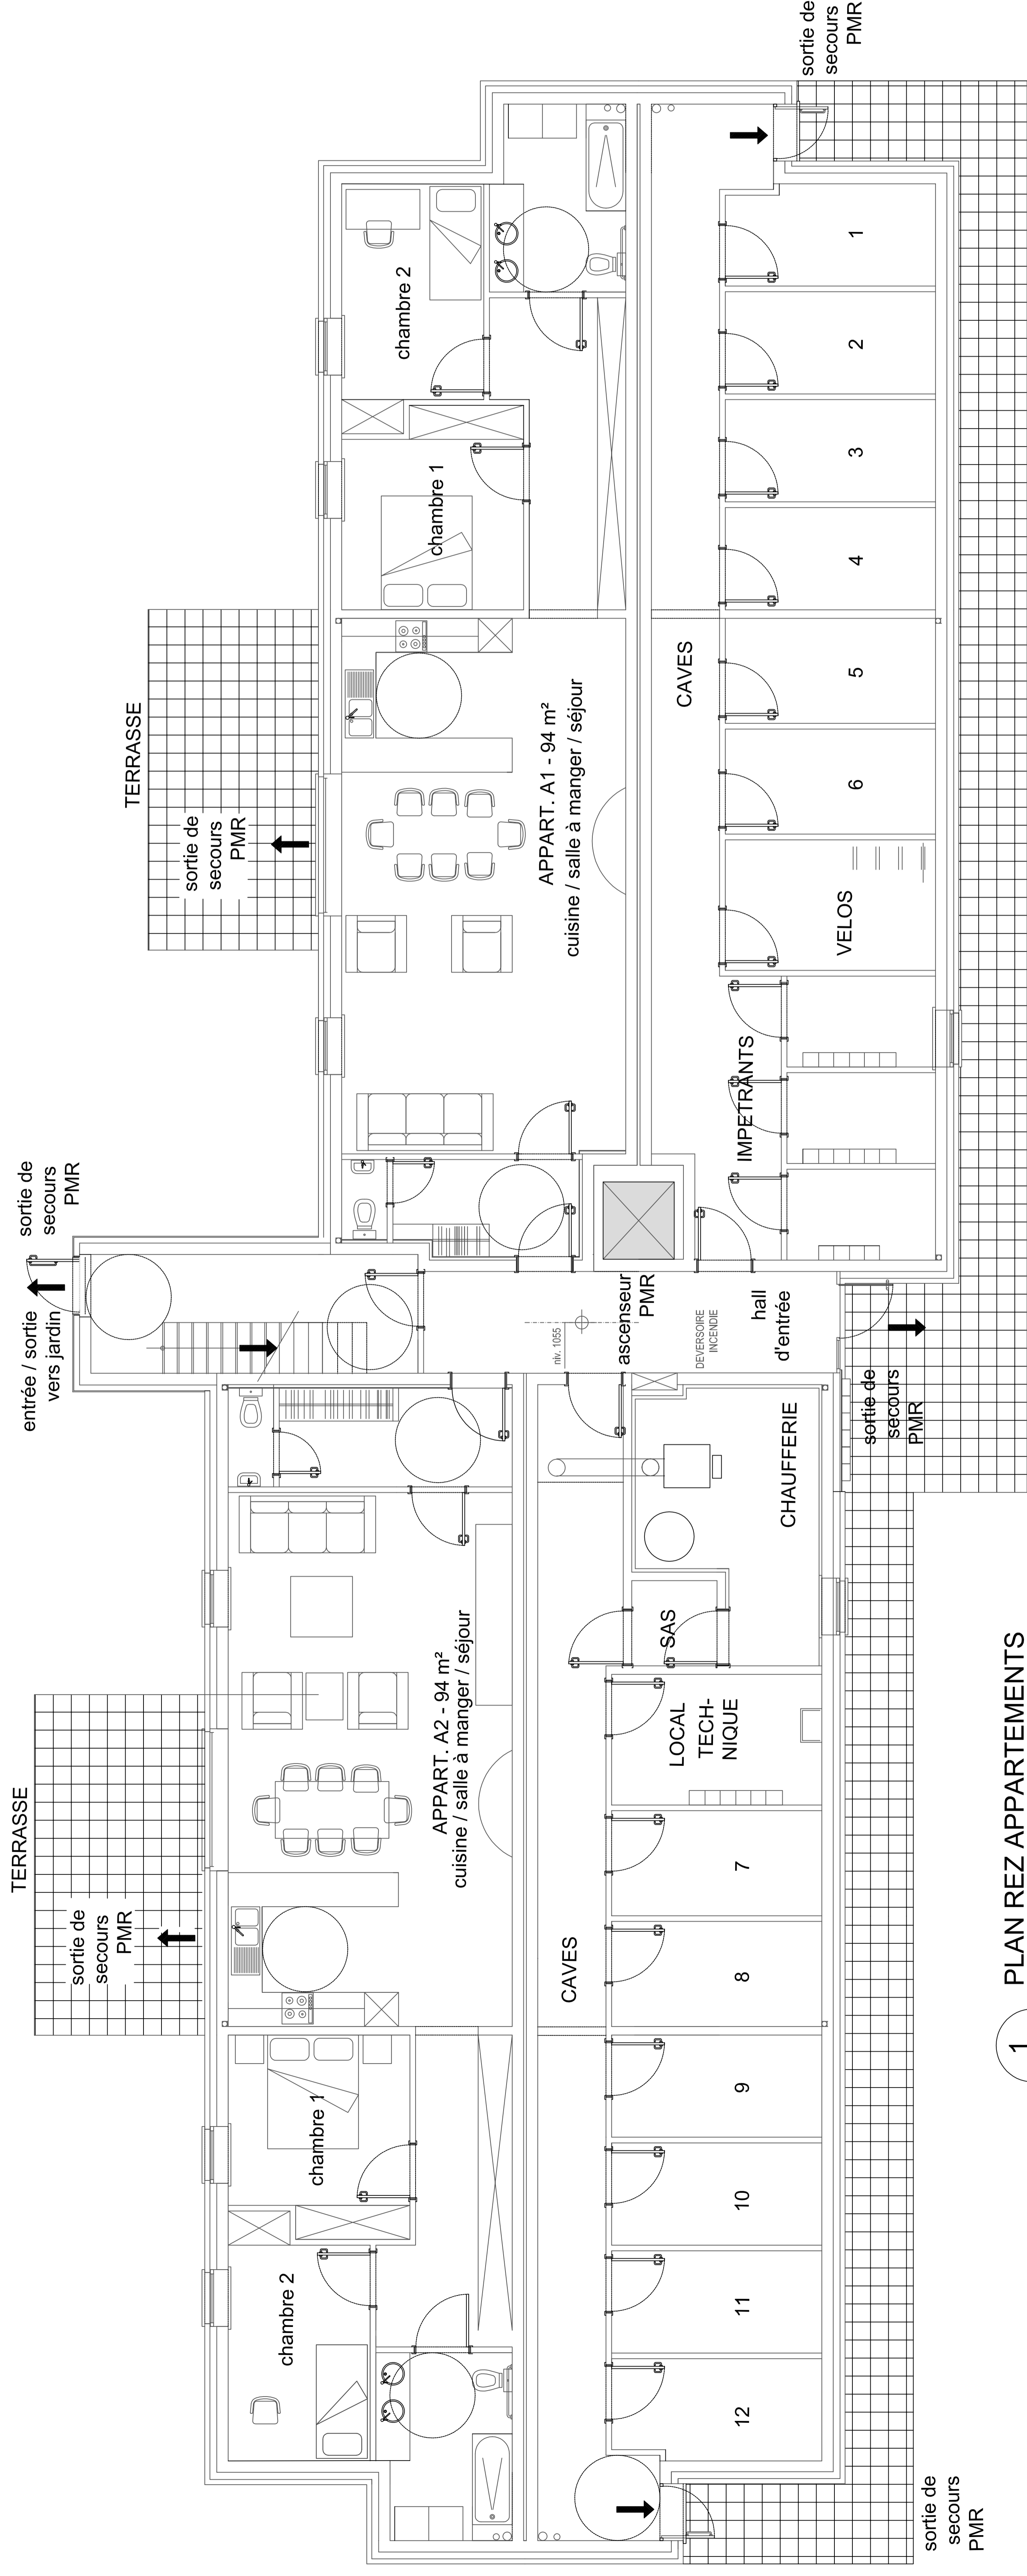 TERRASSE
sortie de
secours
PMR
TERRASSE
sortie de
secours
PMR
entrée / sortie
vers jardin
sortie de
secours
PMR
chambre 2
chambre 1
APPART. A2 - 94 m²
cuisine / salle à manger / séjour
chambre 1
chambre 2
APPART. A1 - 94 m²
cuisine / salle à manger / séjour
niv. 1055
ascenseur
PMR
DEVERSOIRE
INCENDIE
hall
d'entrée
CAVES
12
11
10
9
8
7
LOCAL
TECH-
NIQUE
SAS
CHAUFFERIE
CAVES
IMPETRANTS
VELOS
6
5
4
3
2
1
sortie de
secours
PMR
sortie de
secours
PMR
sortie de
secours
PMR
1
PLAN REZ APPARTEMENTS